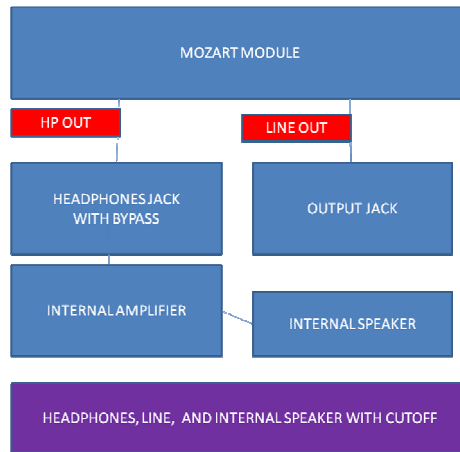 MOZART MODULE
HP OUT
LINE OUT
HEADPHONES JACK
WITH BYPASS
OUTPUT JACK
INTERNAL AMPLIFIER
INTERNAL SPEAKER
HEADPHONES, LINE, AND INTERNAL SPEAKER WITH CUTOFF